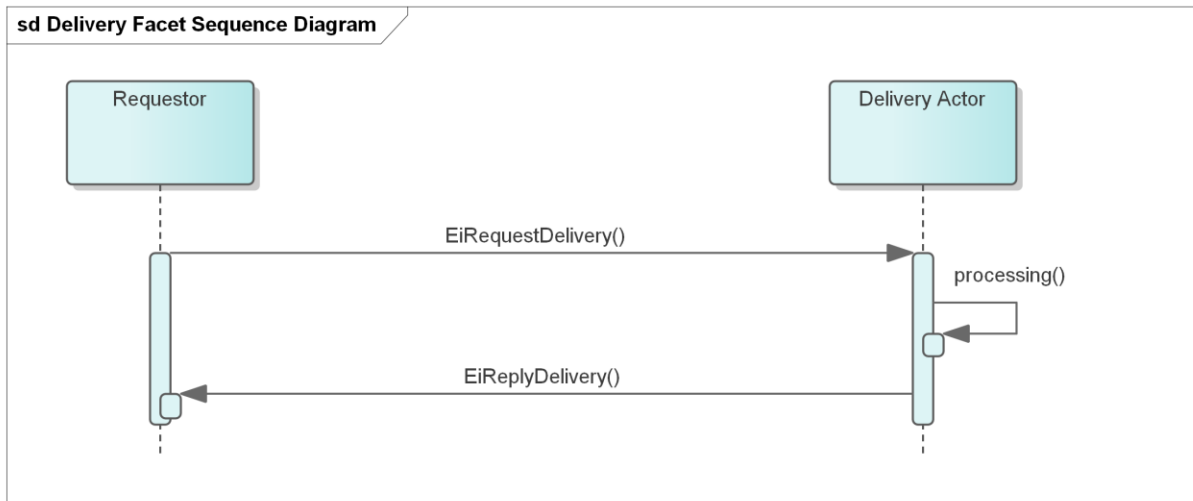 sd Delivery Facet Sequence Diagram
Requestor
Delivery Actor
EiRequestDelivery()
processing()
EiReplyDelivery()